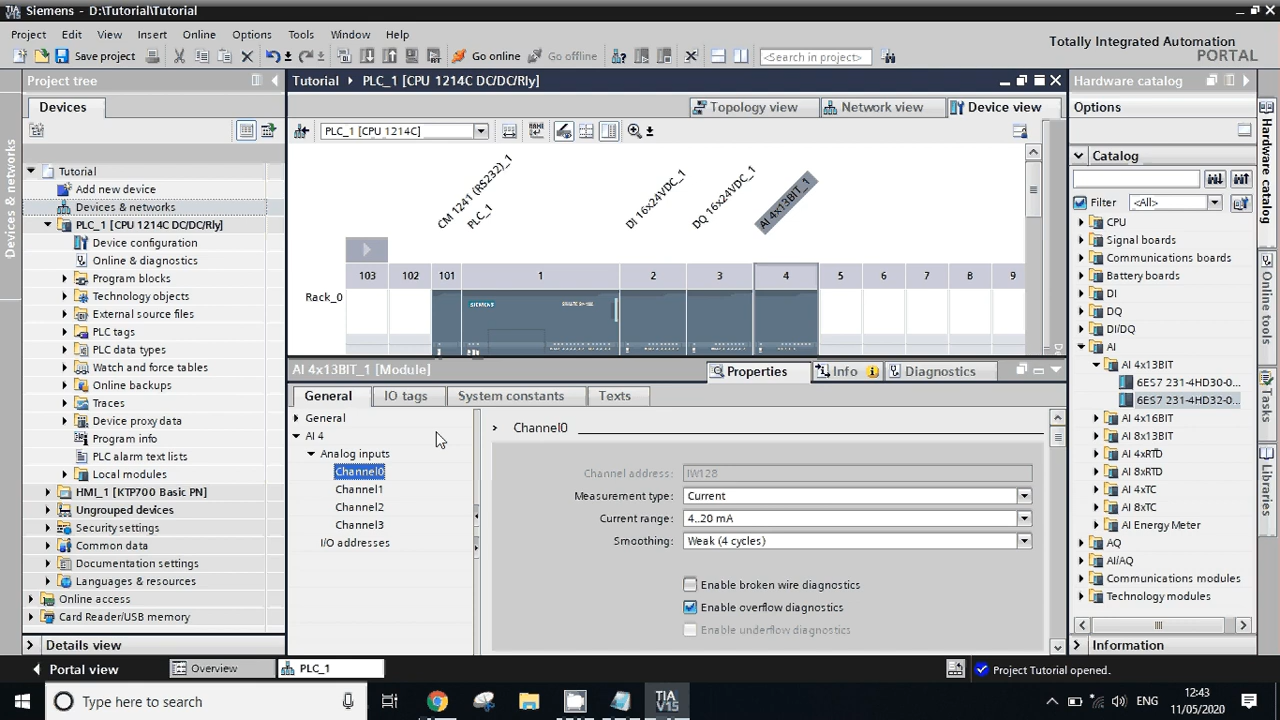 Siemens - D:\Tutorial\Tutorial
Project Edit View Insert Online Options Tools Window Help
Totally Integrated Automation
PORTAL
Save project
Go online
Go offline
<Search in project>
Project tree
Devices
Devices & networks
Tutorial
Add new device
Devices & networks
PLC_1 [CPU 1214C DC/DC/Rly]
Device configuration
Online & diagnostics
Program blocks
Technology objects
External source files
PLC tags
PLC data types
Watch and force tables
Online backups
Traces
Device proxy data
Program info
PLC alarm text lists
Local modules
HMI_1 [KTP700 Basic PN]
Ungrouped devices
Security settings
Common data
Documentation settings
Languages & resources
Online access
Card Reader/USB memory
Details view
Tutorial PLC_1 [CPU 1214C DC/DC/Rly]
Topology view
Network view
Device view
PLC_1 [CPU 1214C]
CM 1241 (RS232)_1
PLC_1
DI 16x24VDC_1
DQ 16x24VDC_1
AI 4x13BIT_1
103 102 101 1 2 3 4 5 6 7 8 9
Rack_0
SIEMENS
AI 4x13BIT_1 [Module]
Properties
Info
Diagnostics
General
IO tags
System constants
Texts
General
AI 4
Analog inputs
Channel0
Channel1
Channel2
Channel3
I/O addresses
Channel0
Channel address: IW128
Measurement type: Current
Current range: 4..20 mA
Smoothing: Weak (4 cycles)
Enable broken wire diagnostics
Enable overflow diagnostics
Enable underflow diagnostics
Hardware catalog
Options
Catalog
Filter
<All>
CPU
Signal boards
Communications boards
Battery boards
DI
DQ
DI/DQ
AI
AI 4x13BIT
6ES7 231-4HD30-0...
6ES7 231-4HD32-0...
AI 4x16BIT
AI 8x13BIT
AI 4xRTD
AI 8xRTD
AI 4xTC
AI 8xTC
AI Energy Meter
AQ
AI/AQ
Communications modules
Technology modules
Information
Hardware catalog
Online tools
Tasks
Libraries
Portal view
Overview
PLC_1
Project Tutorial opened.
Type here to search
TIA
V15
ENG
12:43
11/05/2020